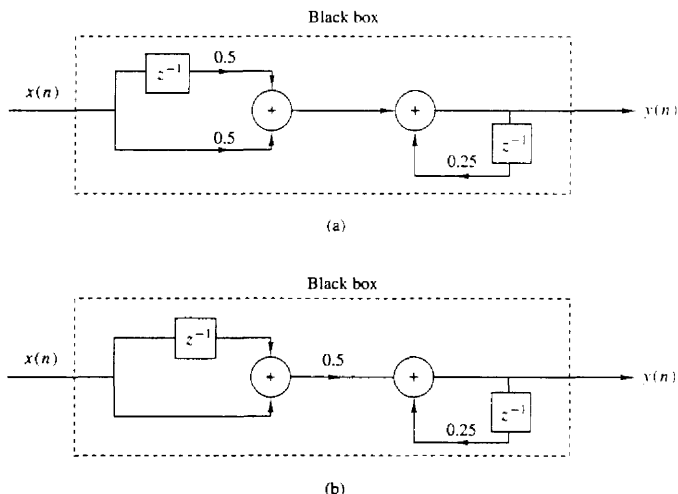 Black box
0.5
z⁻¹
x(n)
+
+
y(n)
0.5
0.25
z⁻¹
(a)
Black box
z⁻¹
x(n)
0.5
+
+
y(n)
0.25
z⁻¹
(b)